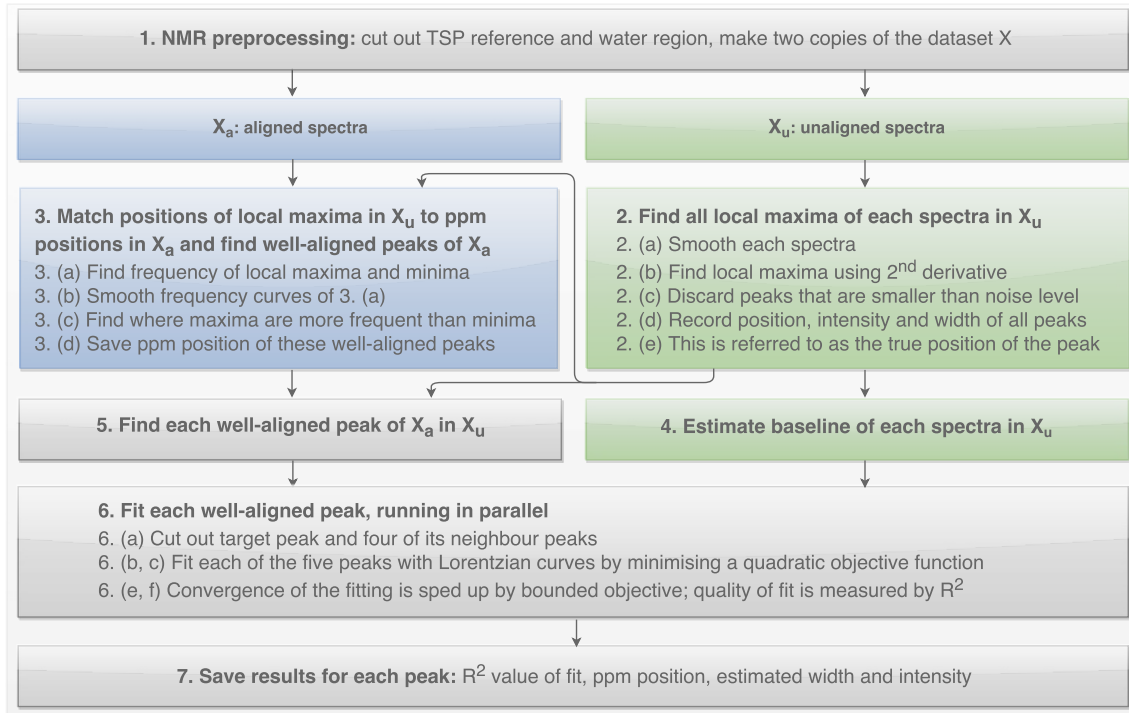 1. NMR preprocessing: cut out TSP reference and water region, make two copies of the dataset X
Xa: aligned spectra
Xu: unaligned spectra
3. Match positions of local maxima in Xu to ppm
positions in Xa and find well-aligned peaks of Xa
3. (a) Find frequency of local maxima and minima
3. (b) Smooth frequency curves of 3. (a)
3. (c) Find where maxima are more frequent than minima
3. (d) Save ppm position of these well-aligned peaks
2. Find all local maxima of each spectra in Xu
2. (a) Smooth each spectra
2. (b) Find local maxima using 2nd derivative
2. (c) Discard peaks that are smaller than noise level
2. (d) Record position, intensity and width of all peaks
2. (e) This is referred to as the true position of the peak
5. Find each well-aligned peak of Xa in Xu
4. Estimate baseline of each spectra in Xu
6. Fit each well-aligned peak, running in parallel
6. (a) Cut out target peak and four of its neighbour peaks
6. (b, c) Fit each of the five peaks with Lorentzian curves by minimising a quadratic objective function
6. (e, f) Convergence of the fitting is sped up by bounded objective; quality of fit is measured by R2
7. Save results for each peak: R2 value of fit, ppm position, estimated width and intensity